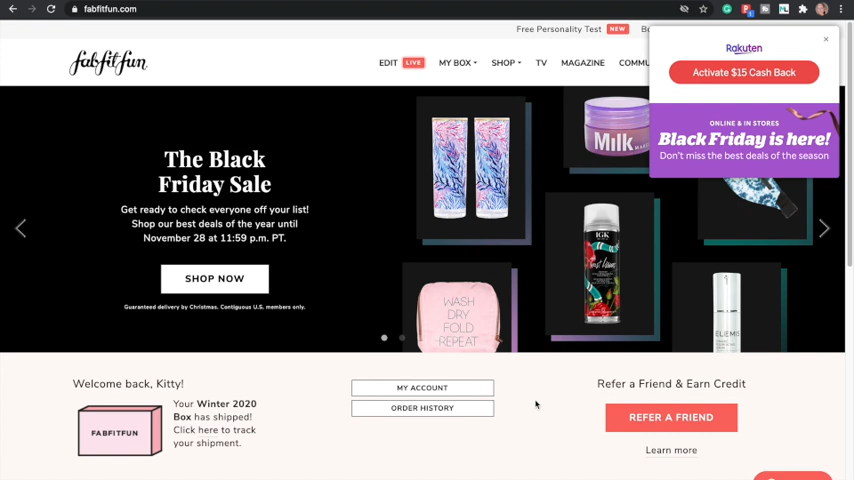 fabfitfun.com
Free Personality Test NEW
fabfitfun
EDIT LIVE MY BOX SHOP TV MAGAZINE
Rakuten
Activate $15 Cash Back
ONLINE & IN STORES
Black Friday is here!
Don't miss the best deals of the season
The Black
Friday Sale
Get ready to check everyone off your list!
Shop our best deals of the year until
November 28 at 11:59 p.m. PT.
SHOP NOW
Guaranteed delivery by Christmas. Contiguous U.S. members only.
Milk
IGK
WASH
DRY
FOLD
REPEAT
ELEMIS
Welcome back, Kitty!
FABFITFUN
Your Winter 2020
Box has shipped!
Click here to track
your shipment.
MY ACCOUNT
ORDER HISTORY
Refer a Friend & Earn Credit
REFER A FRIEND
Learn more